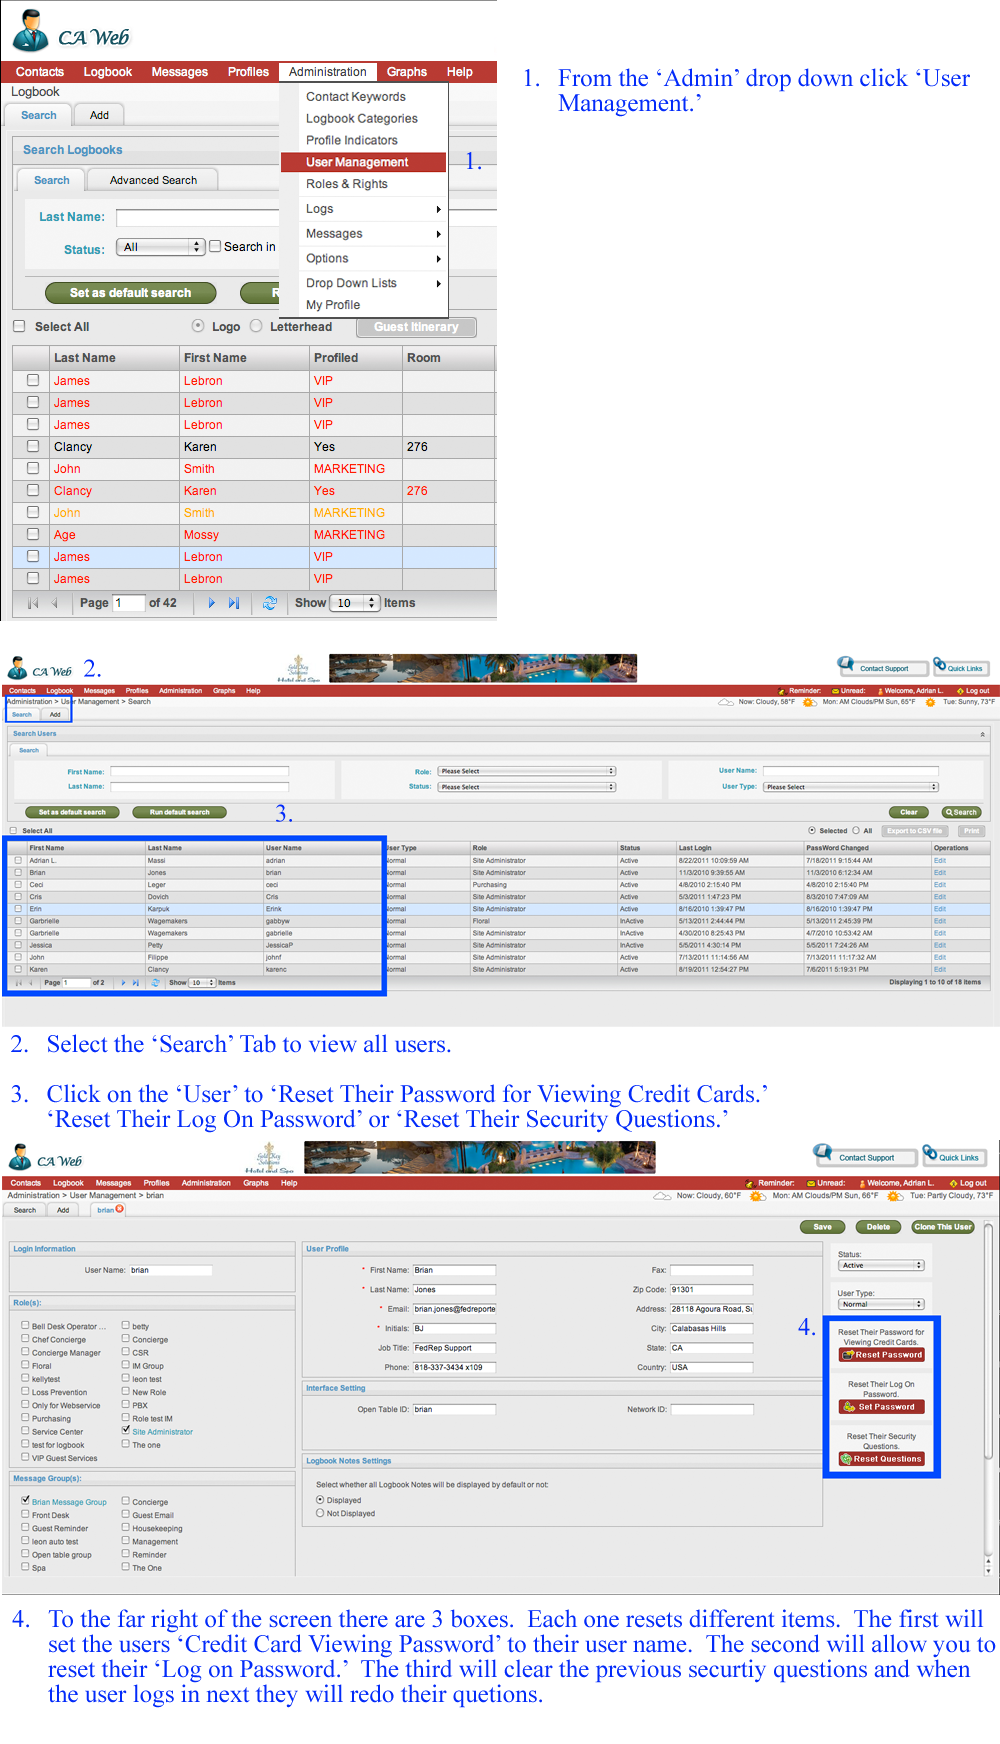 CA Web
Contacts Logbook Messages Profiles Administration Graphs Help
Logbook
Search Add
Contact Keywords
Logbook Categories
Profile Indicators
User Management
Roles & Rights
Logs
Messages
Options
Drop Down Lists
My Profile
1.
1. From the ‘Admin’ drop down click ‘User
Management.’
Search Logbooks
Search Advanced Search
Last Name:
Status: All Search in
Set as default search R
Select All Logo Letterhead Guest Itinerary
Last Name First Name Profiled Room
James Lebron VIP
James Lebron VIP
James Lebron VIP
Clancy Karen Yes 276
John Smith MARKETING
Clancy Karen Yes 276
John Smith MARKETING
Age Mossy MARKETING
James Lebron VIP
James Lebron VIP
Page 1 of 42 Show 10 Items
CA Web 2. Contact Support Quick Links
Contacts Logbook Messages Profiles Administration Graphs Help Reminder: Unread: Welcome, Adrian L. Log out
Administration > User Management > Search Now: Cloudy, 58°F Mon: AM Clouds/PM Sun, 65°F Tue: Sunny, 73°F
Search Add
Search Users
Search
First Name: Role: Please Select User Name:
Last Name: Status: Please Select User Type: Please Select
Set as default search Run default search 3. Clear Search
Select All Selected All Export to CSV file Print
First Name Last Name User Name User Type Role Status Last Login PassWord Changed Operations
Adrian L. Massi adrian Normal Site Administrator Active 8/22/2011 10:09:59 AM 7/18/2011 9:15:44 AM Edit
Brian Jones brian Normal Site Administrator Active 11/3/2010 9:39:55 AM 11/3/2010 6:12:34 AM Edit
Ceci Leger ceci Normal Purchasing Active 4/8/2010 2:15:40 PM 4/8/2010 2:15:40 PM Edit
Cris Dovich Cris Normal Site Administrator Active 5/3/2011 1:47:23 PM 8/3/2010 7:47:09 AM Edit
Erin Karpuk Erink Normal Site Administrator Active 8/16/2010 1:39:47 PM 8/16/2010 1:39:47 PM Edit
Garbrielle Wagemakers gabbyw Normal Floral InActive 5/13/2011 2:44:44 PM 5/13/2011 2:45:39 PM Edit
Garbrielle Wagemakers gabrielle Normal Site Administrator InActive 4/30/2010 8:25:43 PM 4/7/2010 10:53:42 AM Edit
Jessica Petty JessicaP Normal Site Administrator InActive 5/5/2011 4:30:14 PM 5/5/2011 7:24:26 AM Edit
John Filippe johnf Normal Site Administrator Active 7/13/2011 11:14:56 AM 7/13/2011 11:17:32 AM Edit
Karen Clancy karenc Normal Site Administrator Active 8/19/2011 12:54:27 PM 7/6/2011 5:19:31 PM Edit
Page 1 of 2 Show 10 Items Displaying 1 to 10 of 18 Items
2. Select the ‘Search’ Tab to view all users.
3. Click on the ‘User’ to ‘Reset Their Password for Viewing Credit Cards.’
‘Reset Their Log On Password’ or ‘Reset Their Security Questions.’
CA Web Contact Support Quick Links
Contacts Logbook Messages Profiles Administration Graphs Help Reminder: Unread: Welcome, Adrian L. Log out
Administration > User Management > brian Now: Cloudy, 60°F Mon: AM Clouds/PM Sun, 66°F Tue: Partly Cloudy, 73°F
Search Add brian
Save Delete Clone This User
Login Information
User Name: brian
Role(s):
Bell Desk Operator ... betty
Chef Concierge Concierge
Concierge Manager CSR
Floral IM Group
kellytest leon test
Loss Prevention New Role
Only for Webservice PBX
Purchasing Role test IM
Service Center Site Administrator
test for logbook The one
VIP Guest Services
Message Group(s):
Brian Message Group Concierge
Front Desk Guest Email
Guest Reminder Housekeeping
leon auto test Management
Open table group Reminder
Spa The One
User Profile
* First Name: Brian Fax:
* Last Name: Jones Zip Code: 91301
* Email: brian.jones@fedreporte Address: 28118 Agoura Road, Su
* Initials: BJ City: Calabasas Hills
Job Title: FedRep Support State: CA
Phone: 818-337-3434 x109 Country: USA
Interface Setting
Open Table ID: brian Network ID:
Logbook Notes Settings
Select whether all Logbook Notes will be displayed by default or not:
Displayed
Not Displayed
Status:
Active
User Type:
Normal
4.
Reset Their Password for
Viewing Credit Cards.
Reset Password
Reset Their Log On
Password.
Set Password
Reset Their Security
Questions.
Reset Questions
4. To the far right of the screen there are 3 boxes. Each one resets different items. The first will
set the users ‘Credit Card Viewing Password’ to their user name. The second will allow you to
reset their ‘Log on Password.’ The third will clear the previous securtiy questions and when
the user logs in next they will redo their quetions.